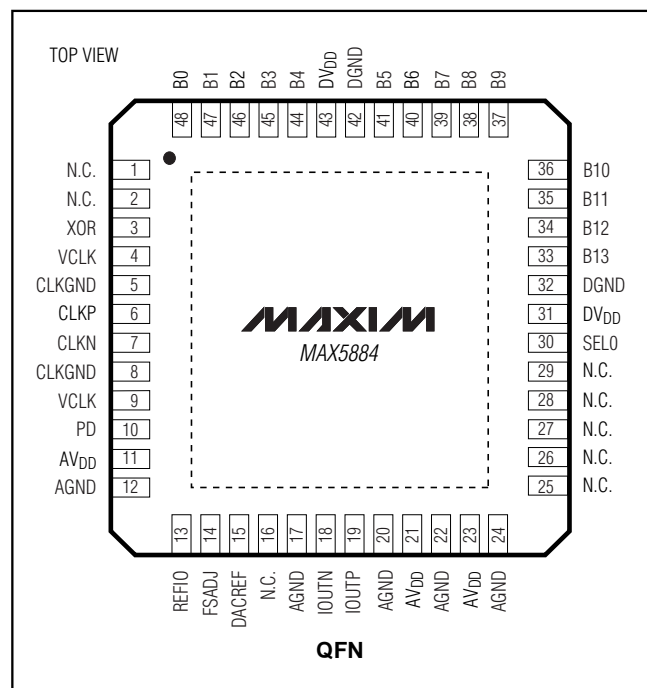 TOP VIEW
B0 B1 B2 B3 B4 DVDD DGND B5 B6 B7 B8 B9
48 47 46 45 44 43 42 41 40 39 38 37
N.C. 1
N.C. 2
XOR 3
VCLK 4
CLKGND 5
CLKP 6
CLKN 7
CLKGND 8
VCLK 9
PD 10
AVDD 11
AGND 12
MAXIM
MAX5884
36 B10
35 B11
34 B12
33 B13
32 DGND
31 DVDD
30 SEL0
29 N.C.
28 N.C.
27 N.C.
26 N.C.
25 N.C.
13 14 15 16 17 18 19 20 21 22 23 24
REFIO FSADJ DACREF N.C. AGND IOUTN IOUTP AGND AVDD AGND AVDD AGND
QFN